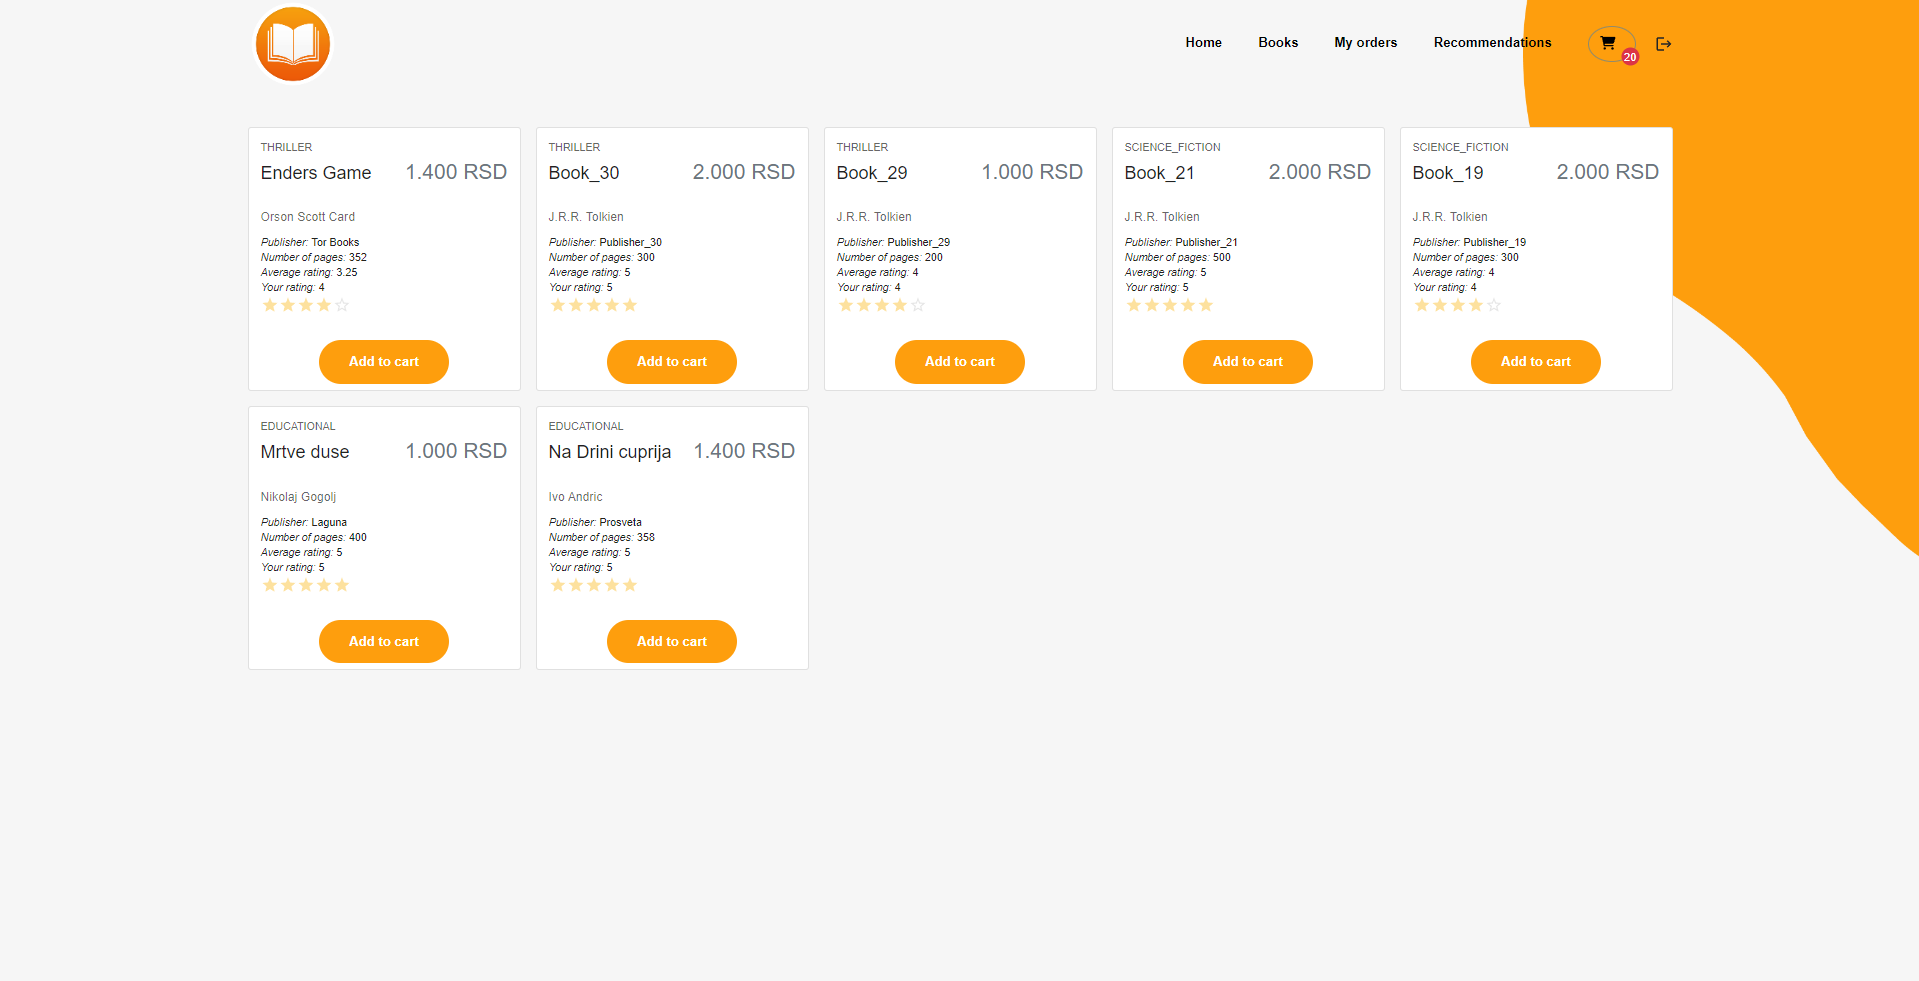 Home Books My orders Recommendations 20
THRILLER
Enders Game 1.400 RSD
Orson Scott Card
Publisher: Tor Books
Number of pages: 352
Average rating: 3.25
Your rating: 4
Add to cart
THRILLER
Book_30 2.000 RSD
J.R.R. Tolkien
Publisher: Publisher_30
Number of pages: 300
Average rating: 5
Your rating: 5
Add to cart
THRILLER
Book_29 1.000 RSD
J.R.R. Tolkien
Publisher: Publisher_29
Number of pages: 200
Average rating: 4
Your rating: 4
Add to cart
SCIENCE_FICTION
Book_21 2.000 RSD
J.R.R. Tolkien
Publisher: Publisher_21
Number of pages: 500
Average rating: 5
Your rating: 5
Add to cart
SCIENCE_FICTION
Book_19 2.000 RSD
J.R.R. Tolkien
Publisher: Publisher_19
Number of pages: 300
Average rating: 4
Your rating: 4
Add to cart
EDUCATIONAL
Mrtve duse 1.000 RSD
Nikolaj Gogolj
Publisher: Laguna
Number of pages: 400
Average rating: 5
Your rating: 5
Add to cart
EDUCATIONAL
Na Drini cuprija 1.400 RSD
Ivo Andric
Publisher: Prosveta
Number of pages: 358
Average rating: 5
Your rating: 5
Add to cart